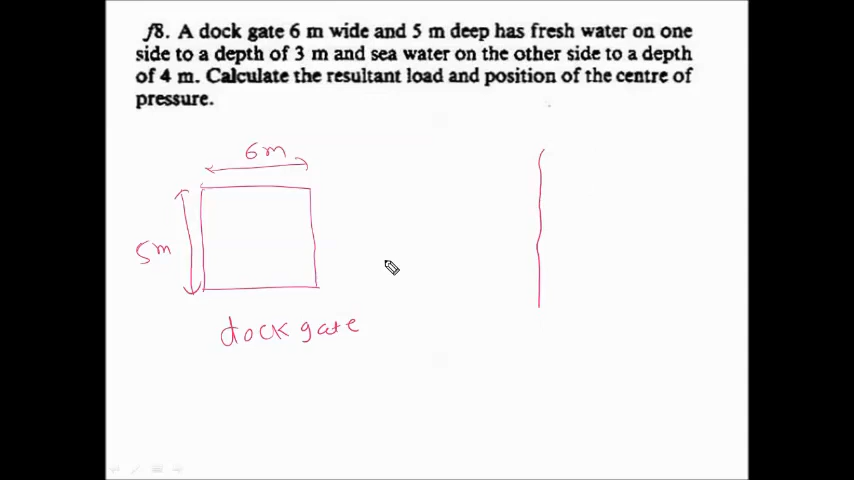 f8. A dock gate 6 m wide and 5 m deep has fresh water on one
side to a depth of 3 m and sea water on the other side to a depth
of 4 m. Calculate the resultant load and position of the centre of
pressure.
6m
5m
dock gate